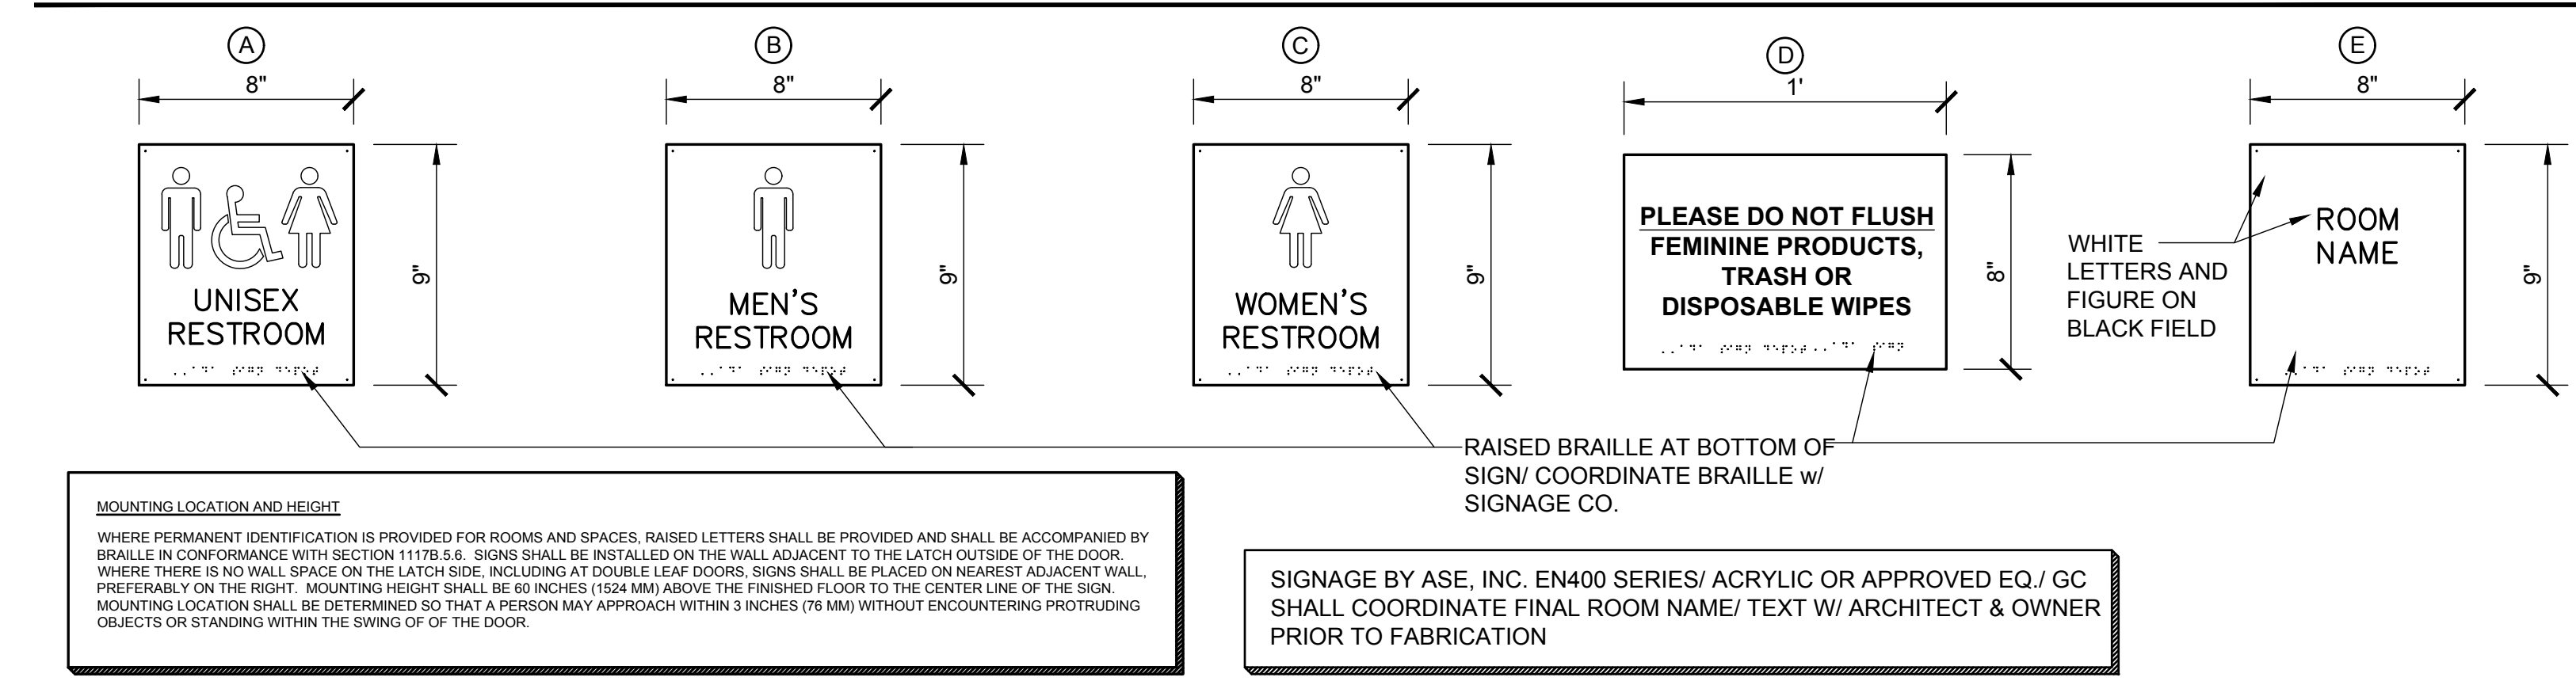 A
8"
9"
UNISEX
RESTROOM
B
8"
9"
MEN'S
RESTROOM
C
8"
9"
WOMEN'S
RESTROOM
D
1'
8"
PLEASE DO NOT FLUSH
FEMININE PRODUCTS,
TRASH OR
DISPOSABLE WIPES
E
8"
9"
WHITE
LETTERS AND
FIGURE ON
BLACK FIELD
ROOM
NAME
RAISED BRAILLE AT BOTTOM OF
SIGN/ COORDINATE BRAILLE w/
SIGNAGE CO.
MOUNTING LOCATION AND HEIGHT
WHERE PERMANENT IDENTIFICATION IS PROVIDED FOR ROOMS AND SPACES, RAISED LETTERS SHALL BE PROVIDED AND SHALL BE ACCOMPANIED BY
BRAILLE IN CONFORMANCE WITH SECTION 1117B.5.6. SIGNS SHALL BE INSTALLED ON THE WALL ADJACENT TO THE LATCH OUTSIDE OF THE DOOR.
WHERE THERE IS NO WALL SPACE ON THE LATCH SIDE, INCLUDING AT DOUBLE LEAF DOORS, SIGNS SHALL BE PLACED ON NEAREST ADJACENT WALL,
PREFERABLY ON THE RIGHT. MOUNTING HEIGHT SHALL BE 60 INCHES (1524 MM) ABOVE THE FINISHED FLOOR TO THE CENTER LINE OF THE SIGN.
MOUNTING LOCATION SHALL BE DETERMINED SO THAT A PERSON MAY APPROACH WITHIN 3 INCHES (76 MM) WITHOUT ENCOUNTERING PROTRUDING
OBJECTS OR STANDING WITHIN THE SWING OF OF THE DOOR.
SIGNAGE BY ASE, INC. EN400 SERIES/ ACRYLIC OR APPROVED EQ./ GC
SHALL COORDINATE FINAL ROOM NAME/ TEXT W/ ARCHITECT & OWNER
PRIOR TO FABRICATION